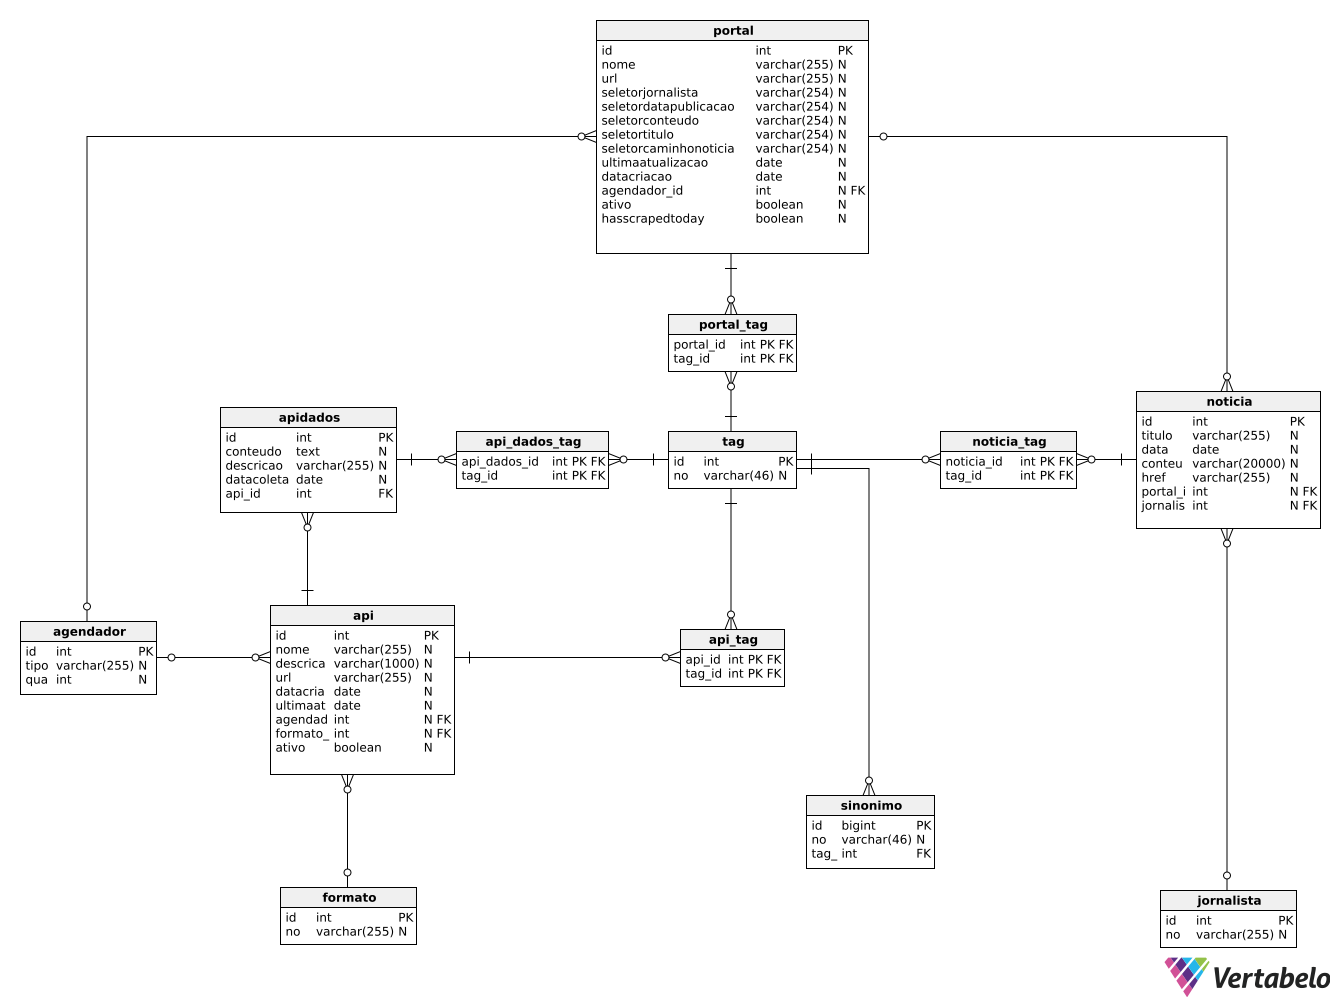 portal
id int PK
nome varchar(255) N
url varchar(255) N
seletorjornalista varchar(254) N
seletordatapublicacao varchar(254) N
seletorconteudo varchar(254) N
seletortitulo varchar(254) N
seletorcaminhonoticia varchar(254) N
ultimaatualizacao date N
datacriacao date N
agendador_id int N FK
ativo boolean N
hasscrapedtoday boolean N
portal_tag
portal_id int PK FK
tag_id int PK FK
apidados
id int PK
conteudo text N
descricao varchar(255) N
datacoleta date N
api_id int FK
api_dados_tag
api_dados_id int PK FK
tag_id int PK FK
tag
id int PK
no varchar(46) N
noticia_tag
noticia_id int PK FK
tag_id int PK FK
noticia
id int PK
titulo varchar(255) N
data date N
conteu varchar(20000) N
href varchar(255) N
portal_i int N FK
jornalis int N FK
agendador
id int PK
tipo varchar(255) N
qua int N
api
id int PK
nome varchar(255) N
descrica varchar(1000) N
url varchar(255) N
datacria date N
ultimaat date N
agendad int N FK
formato_ int N FK
ativo boolean N
api_tag
api_id int PK FK
tag_id int PK FK
sinonimo
id bigint PK
no varchar(46) N
tag_ int FK
formato
id int PK
no varchar(255) N
jornalista
id int PK
no varchar(255) N
Vertabelo